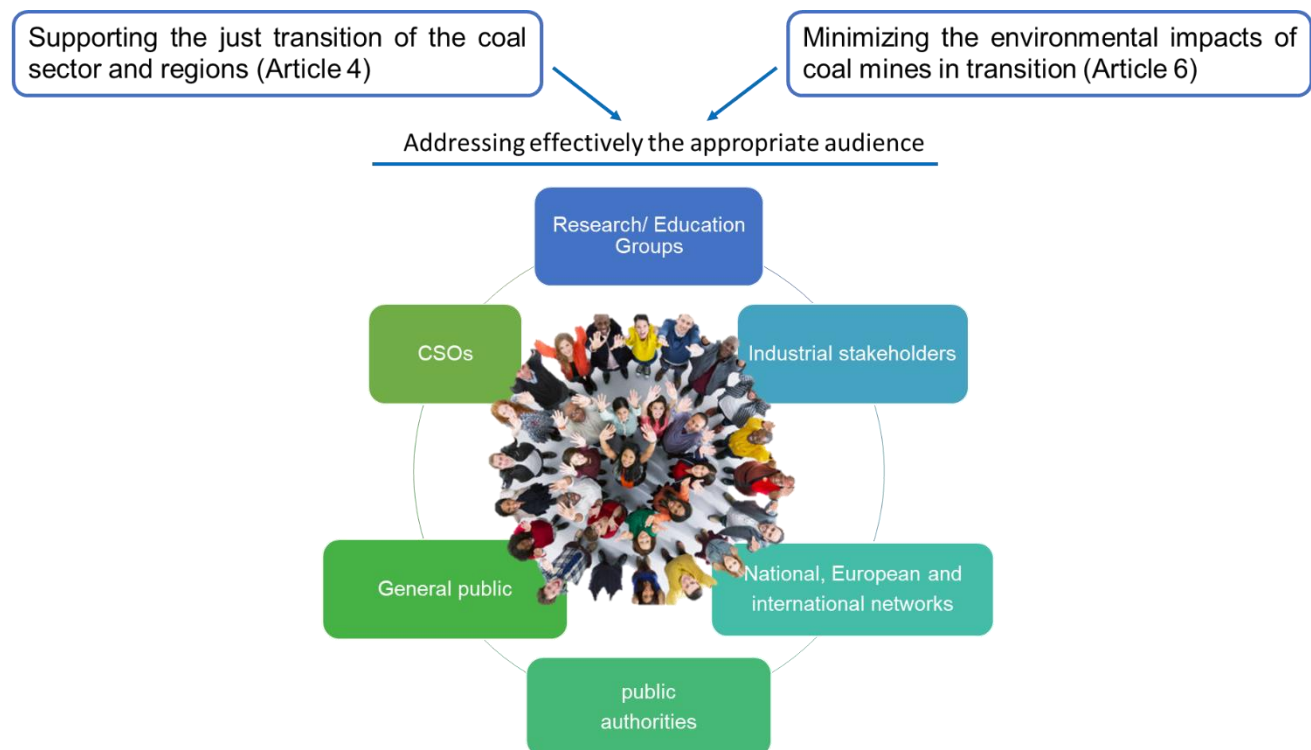 Supporting the just transition of the coal
sector and regions (Article 4)
Minimizing the environmental impacts of
coal mines in transition (Article 6)
Addressing effectively the appropriate audience
Research/ Education
Groups
CSOs
Industrial stakeholders
General public
National, European and
international networks
public
authorities